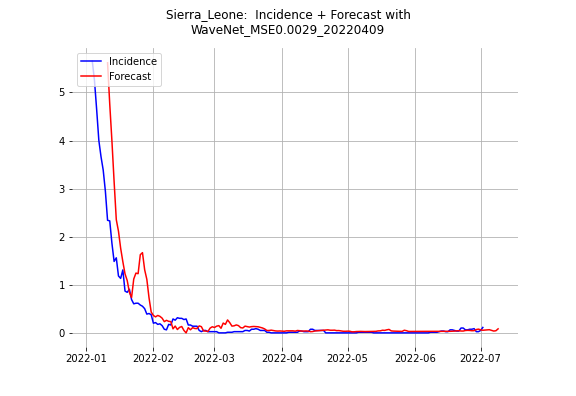 Sierra_Leone:  Incidence + Forecast with
WaveNet_MSE0.0029_20220409
Incidence
Forecast
5
4
3
2
1
0
2022-01 2022-02 2022-03 2022-04 2022-05 2022-06 2022-07